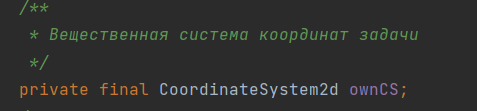 /**
 * Вещественная система координат задачи
 */
private final CoordinateSystem2d ownCS;